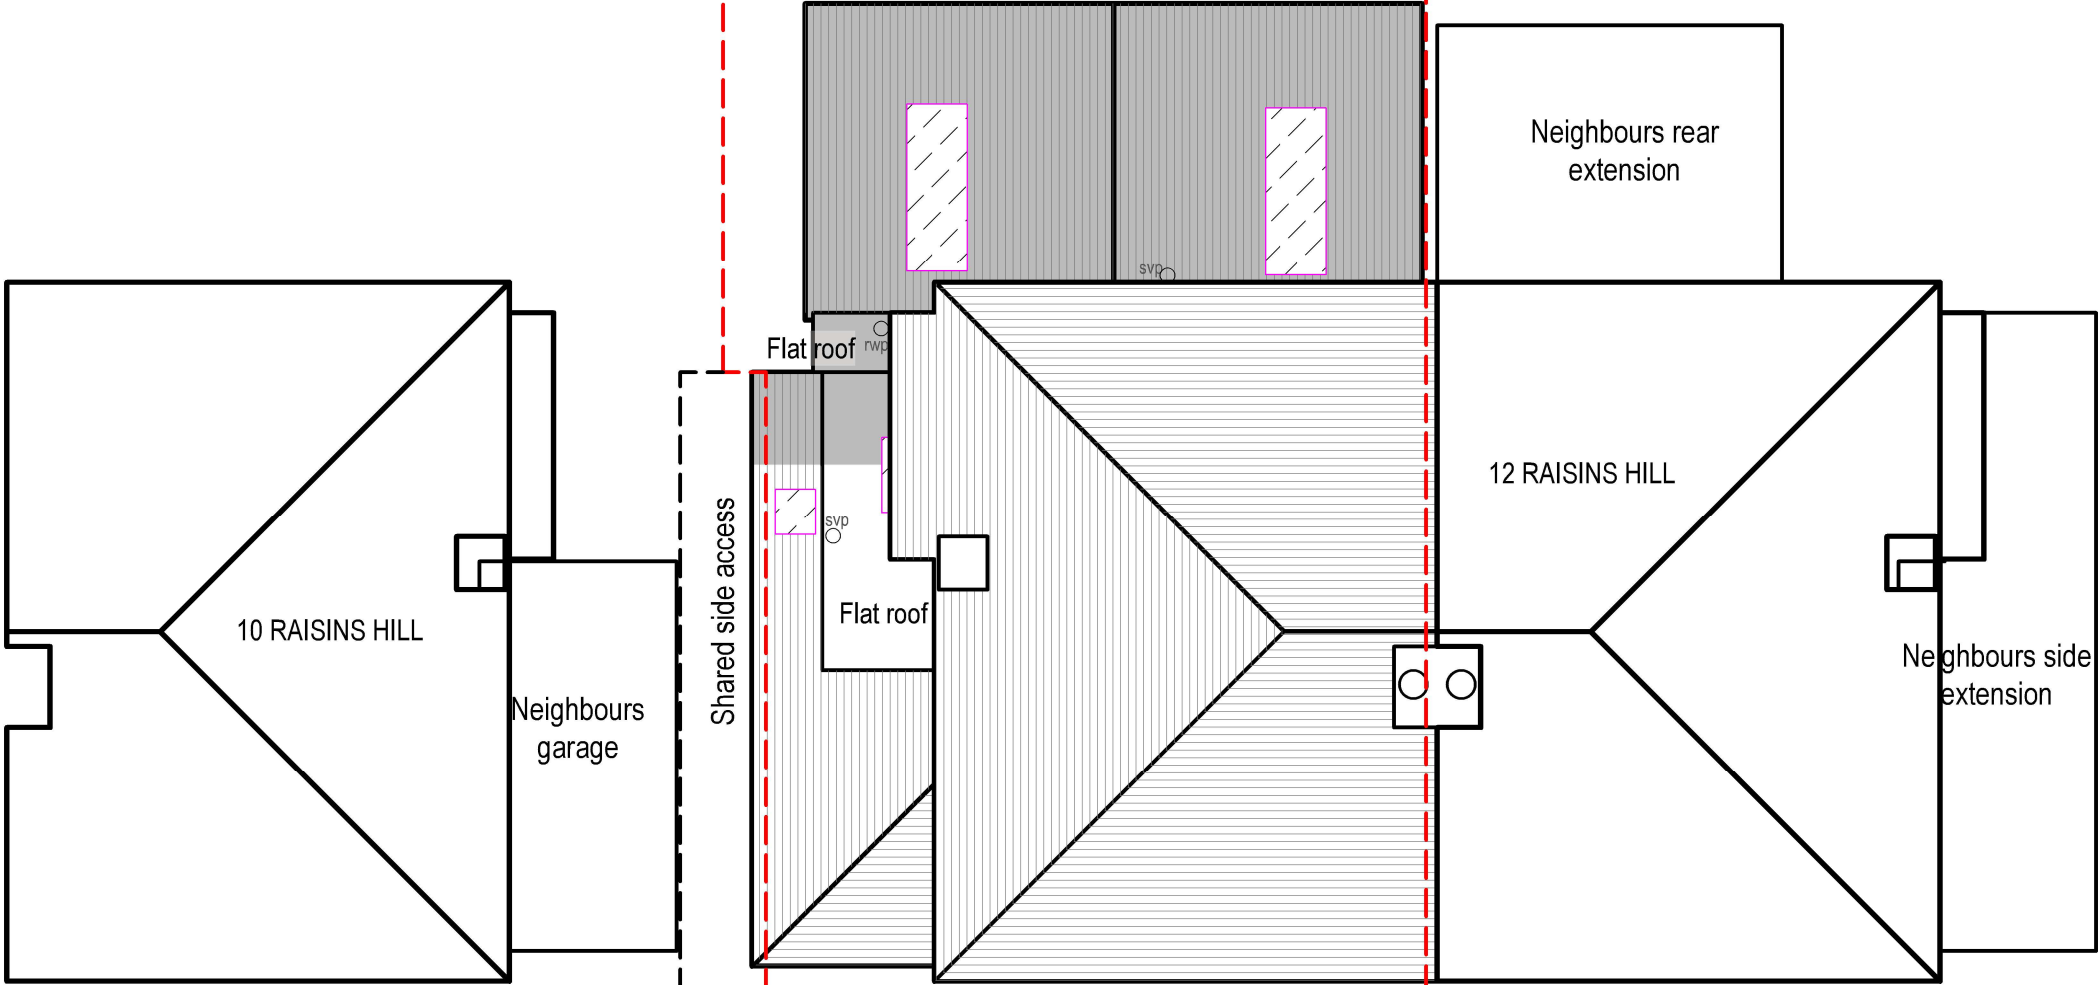 Neighbours rear
extension
svp
Flat roof
rwp
12 RAISINS HILL
svp
Shared side access
Flat roof
10 RAISINS HILL
Neighbours side
extension
Neighbours
garage